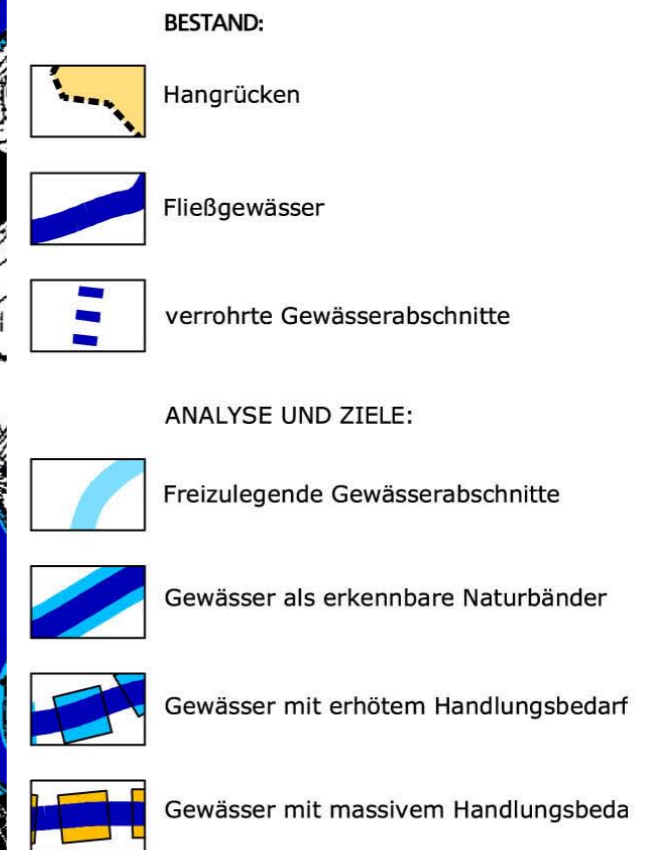 BESTAND:
Hangrücken
Fließgewässer
verrohrte Gewässerabschnitte
ANALYSE UND ZIELE:
Freizulegende Gewässerabschnitte
Gewässer als erkennbare Naturbänder
Gewässer mit erhötem Handlungsbedarf
Gewässer mit massivem Handlungsbeda